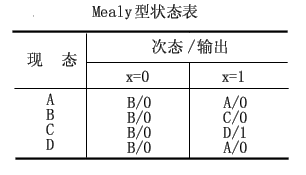 Mealy型状态表
现 态 次态/输出
x=0 x=1
A B/0 A/0
B B/0 C/0
C B/0 D/1
D B/0 A/0